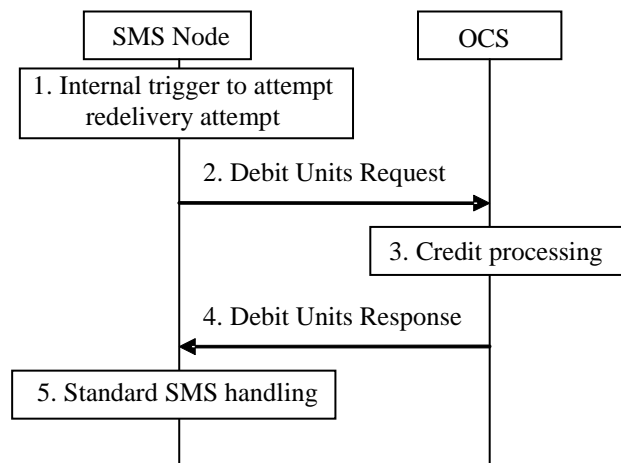 SMS Node
OCS
1. Internal trigger to attempt
redelivery attempt
2. Debit Units Request
3. Credit processing
4. Debit Units Response
5. Standard SMS handling